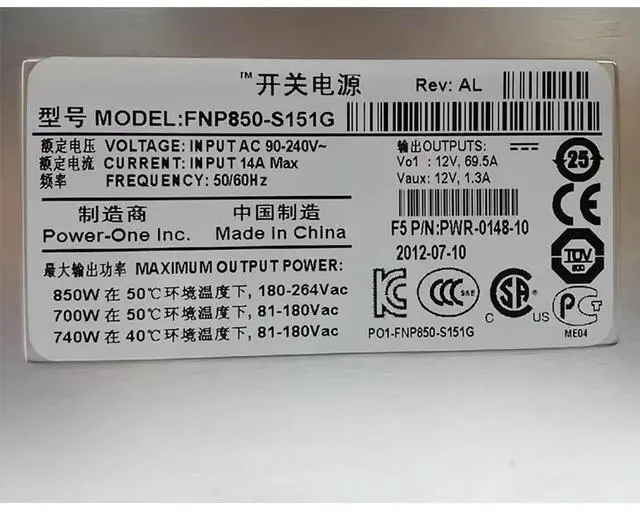 ™开关电源 Rev: AL
型号 MODEL:FNP850-S151G
额定电压 VOLTAGE: INPUT AC 90-240V~
额定电流 CURRENT: INPUT 14A Max
频率 FREQUENCY: 50/60Hz
输出OUTPUTS:
Vo1 : 12V, 69.5A
Vaux: 12V, 1.3A
25
CE
制造商 中国制造
Power-One Inc. Made in China
F5 P/N:PWR-0148-10
2012-07-10
TUV
最大输出功率 MAXIMUM OUTPUT POWER:
850W 在 50℃环境温度下, 180-264Vac
700W 在 50℃环境温度下, 81-180Vac
740W 在 40℃环境温度下, 81-180Vac
CCC S&E
SA
C US
PO1-FNP850-S151G
ME04